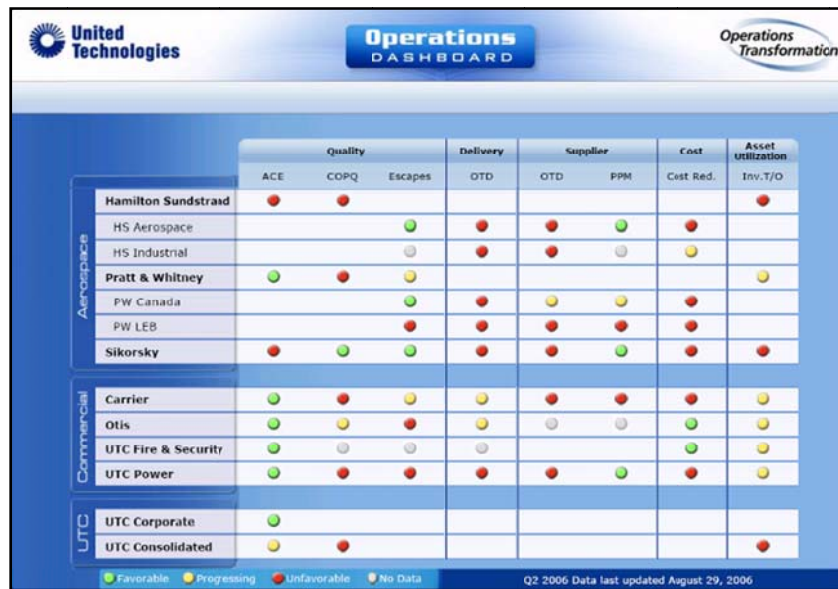 United
Technologies
Operations
DASHBOARD
Operations
Transformation
Quality Delivery Supplier Cost Asset Utilization
ACE COPQ Escapes OTD OTD PPM Cost Red. Inv.T/O
Aerospace
Hamilton Sundstrand
HS Aerospace
HS Industrial
Pratt & Whitney
PW Canada
PW LEB
Sikorsky
Commercial
Carrier
Otis
UTC Fire & Security
UTC Power
UTC
UTC Corporate
UTC Consolidated
Favorable Progressing Unfavorable No Data Q2 2006 Data last updated August 29, 2006